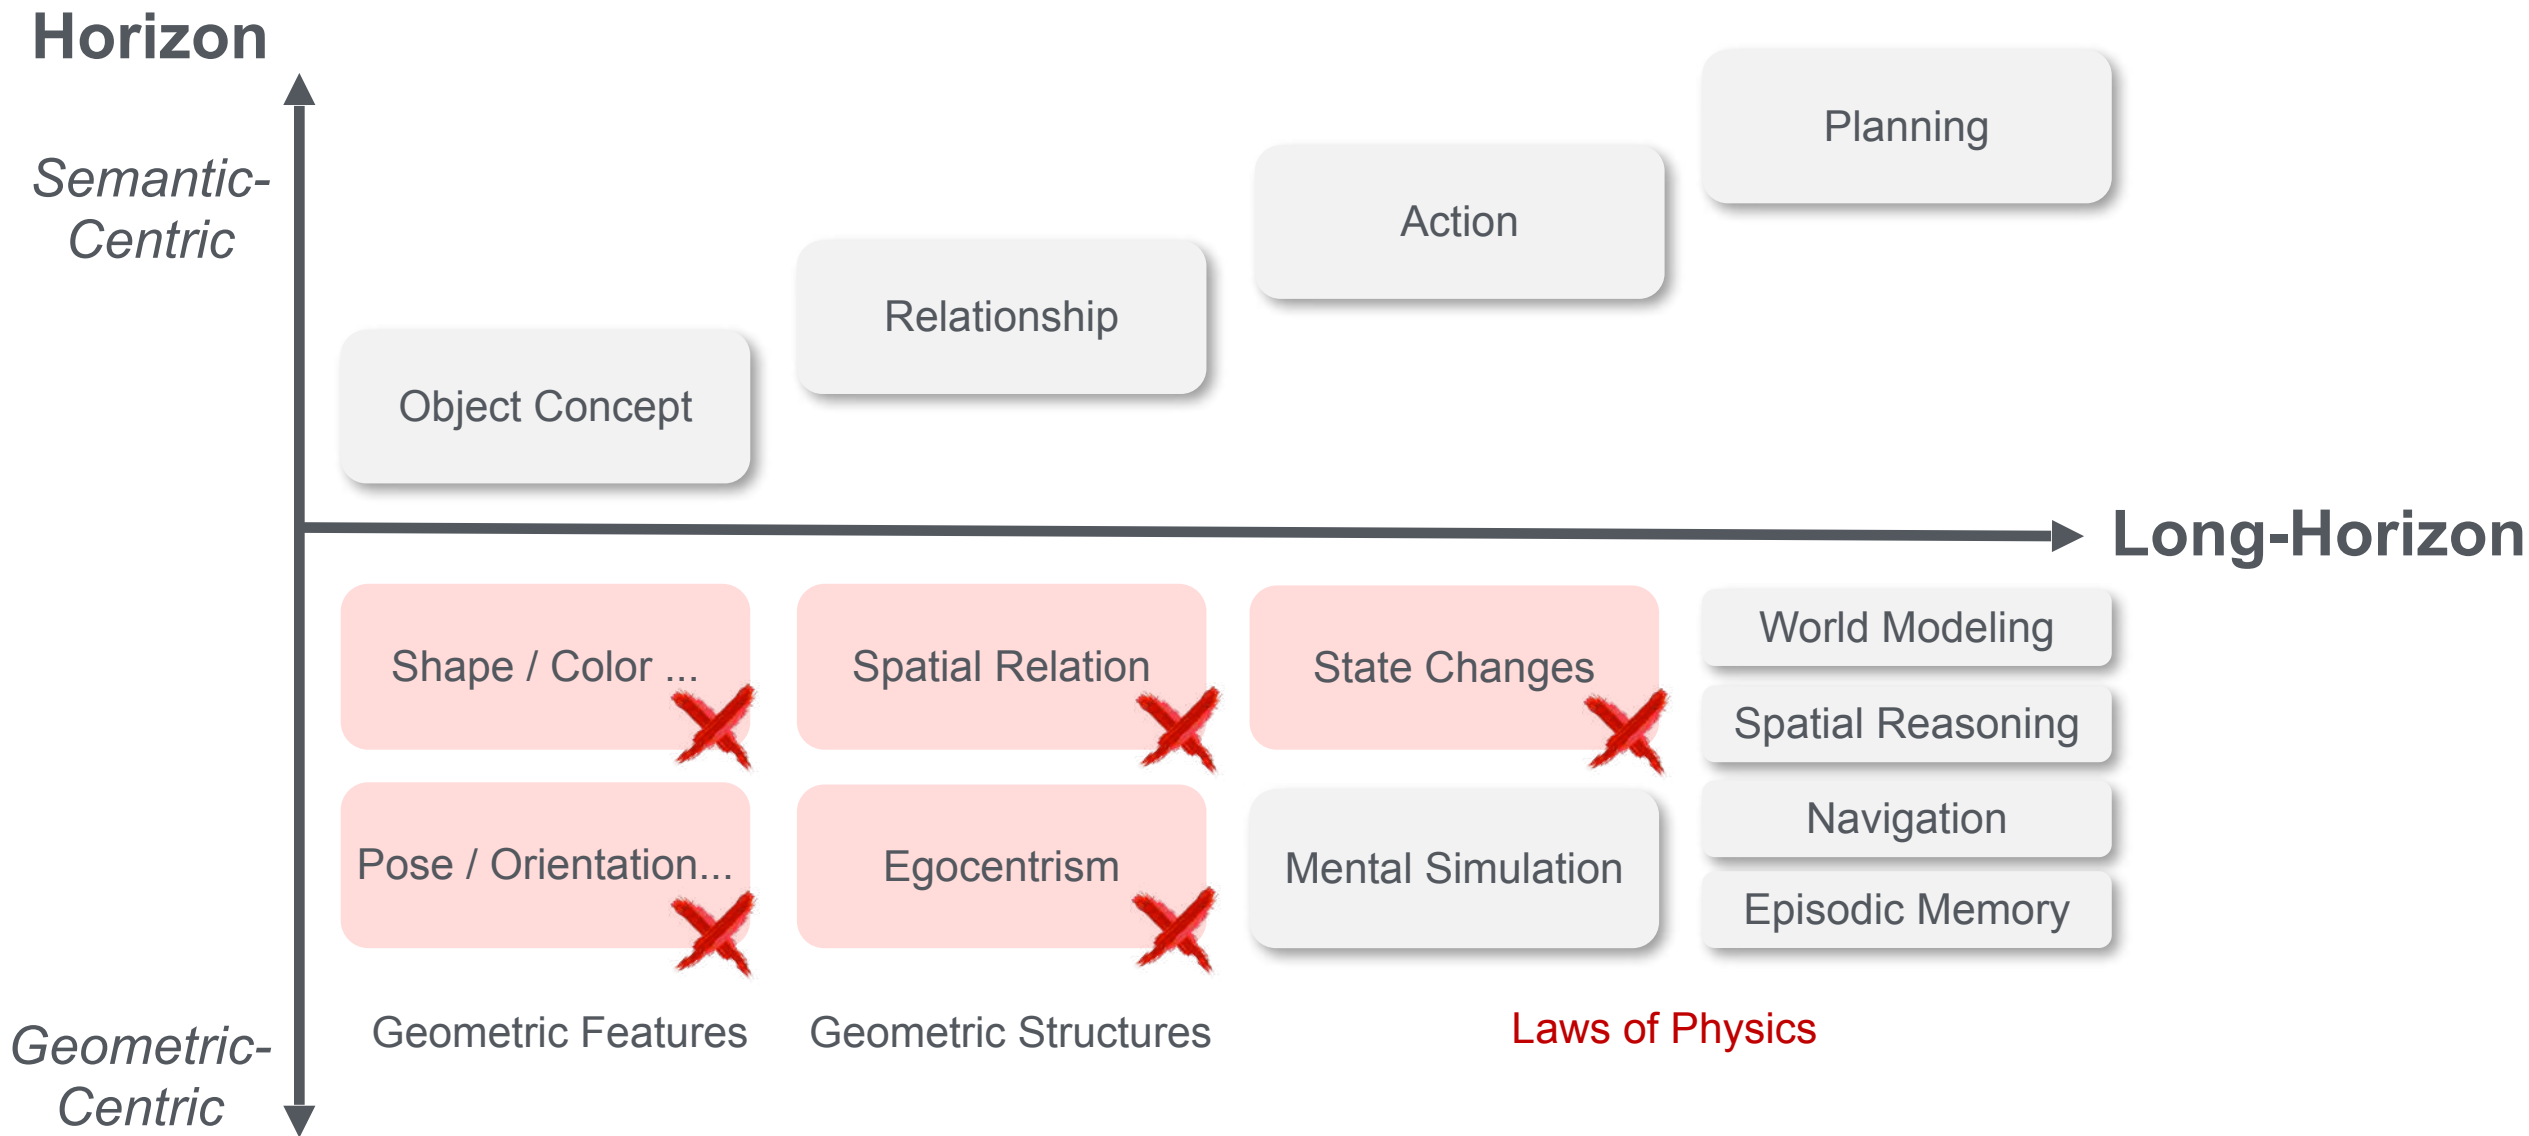 Horizon
Semantic-
Centric
Planning
Action
Relationship
Object Concept
Long-Horizon
Shape / Color ...
Spatial Relation
State Changes
World Modeling
Spatial Reasoning
Pose / Orientation...
Egocentrism
Mental Simulation
Navigation
Episodic Memory
Geometric Features
Geometric Structures
Laws of Physics
Geometric-
Centric